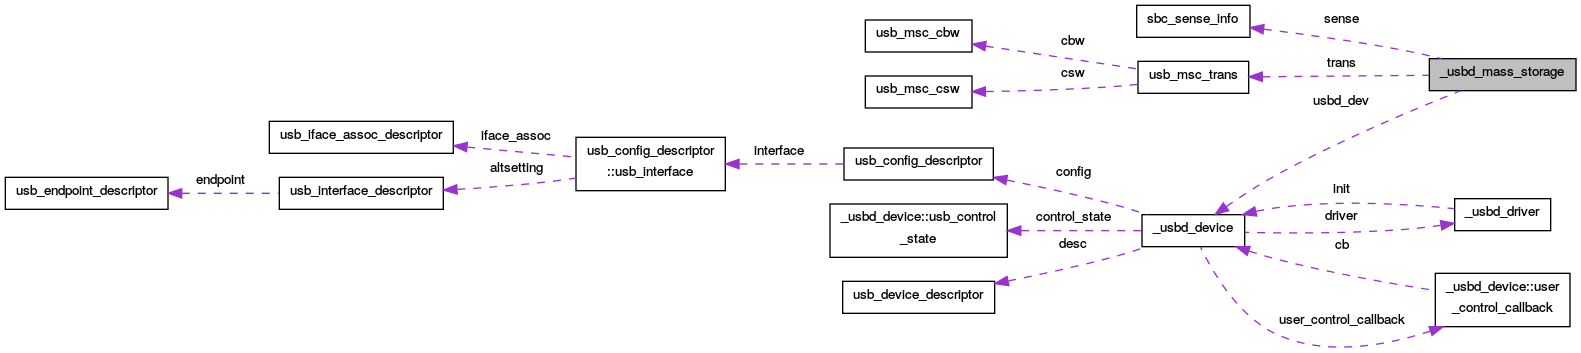 sbc_sense_info
sense
usb_msc_cbw
cbw
usb_msc_trans
trans
_usbd_mass_storage
csw
usb_msc_csw
usbd_dev
usb_iface_assoc_descriptor
iface_assoc
usb_config_descriptor
::usb_interface
interface
usb_config_descriptor
altsetting
usb_endpoint_descriptor
endpoint
usb_interface_descriptor
config
_usbd_device::usb_control
_state
control_state
_usbd_device
init
driver
_usbd_driver
desc
cb
usb_device_descriptor
_usbd_device::user
_control_callback
user_control_callback